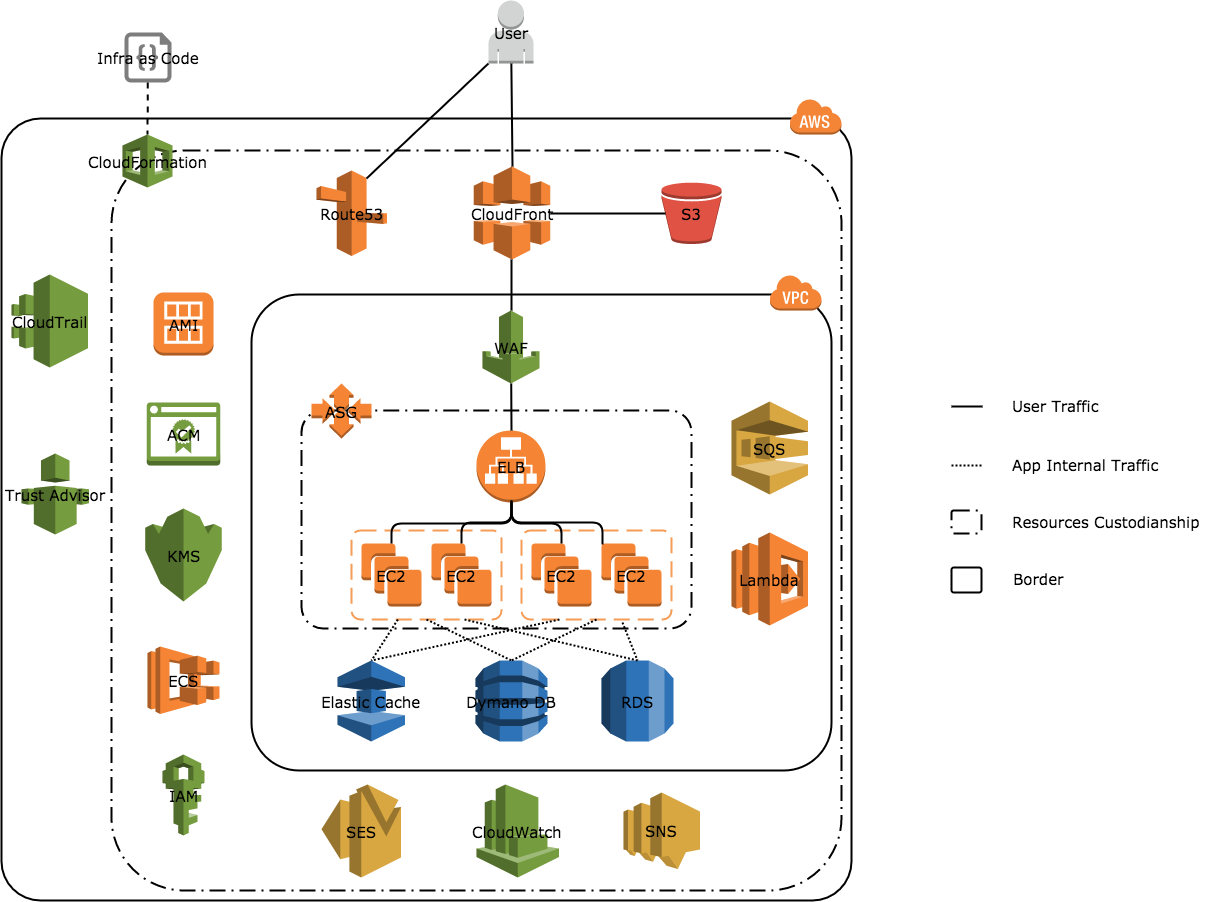 User
Infra as Code
AWS
CloudFormation
Route53
CloudFront
S3
VPC
CloudTrail
AMI
WAF
ASG
User Traffic
ACM
SQS
ELB
App Internal Traffic
Trust Advisor
Resources Custodianship
KMS
EC2
EC2
EC2
EC2
Lambda
Border
ECS
Elastic Cache
Dymano DB
RDS
IAM
SES
CloudWatch
SNS